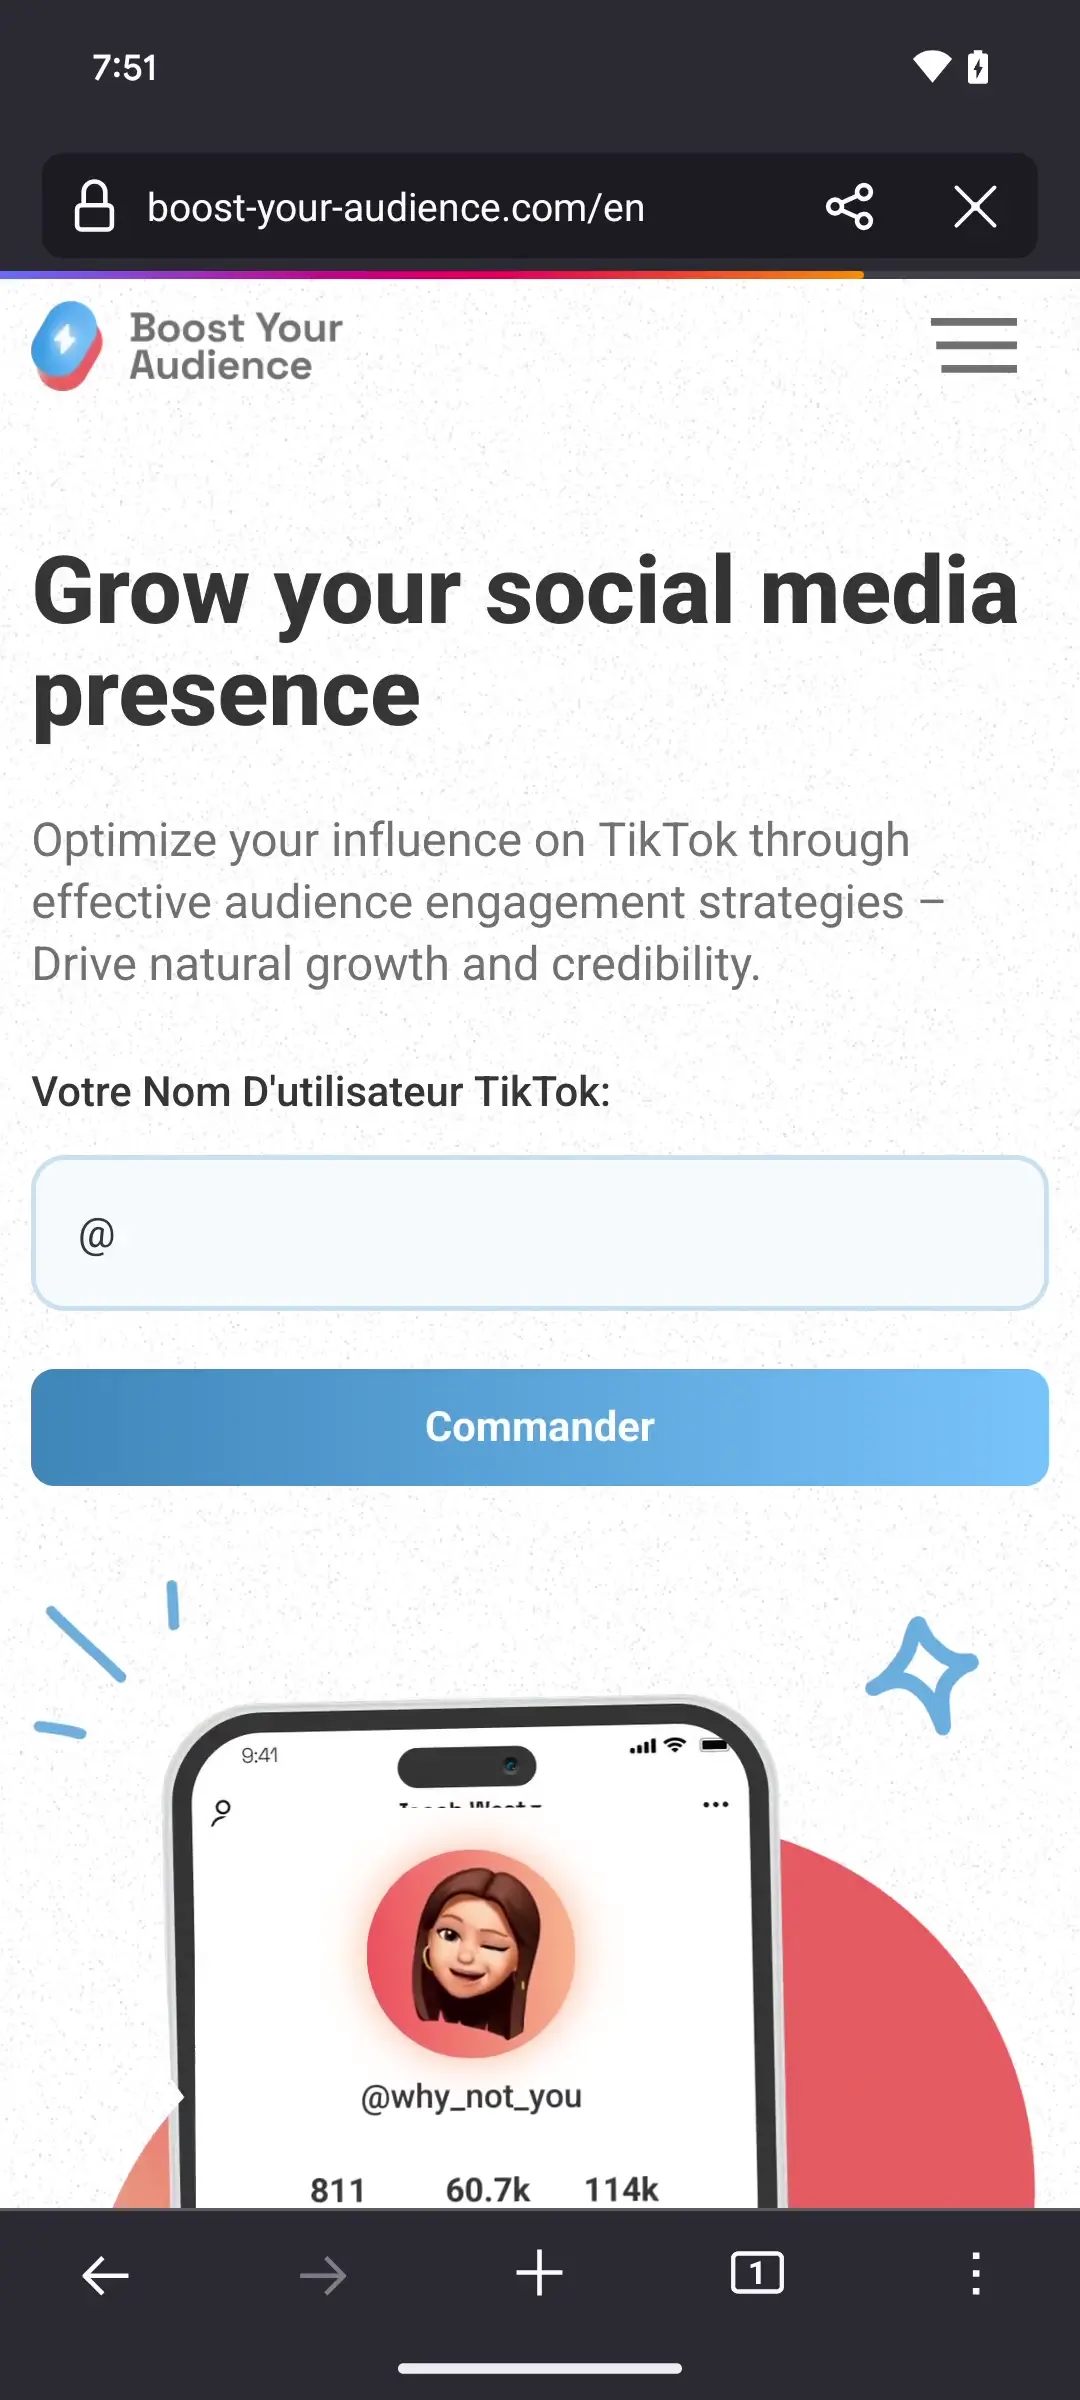 7:51
boost-your-audience.com/en
Boost Your
Audience
Grow your social media
presence
Optimize your influence on TikTok through
effective audience engagement strategies –
Drive natural growth and credibility.
Votre Nom D'utilisateur TikTok:
@
Commander
9:41
@why_not_you
811 60.7k 114k
1